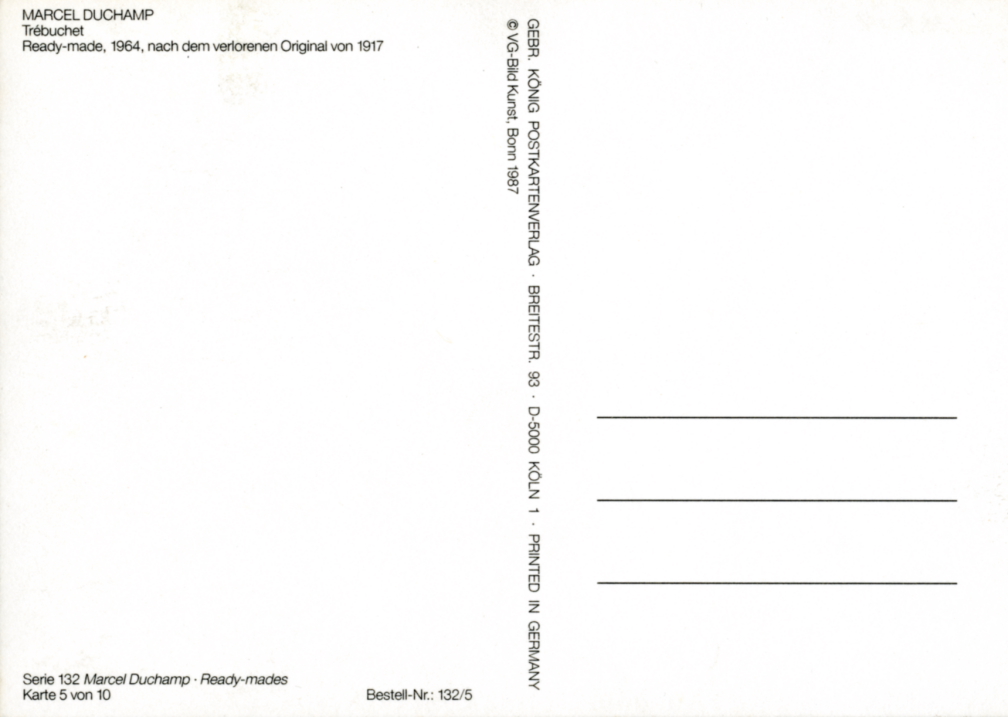 MARCEL DUCHAMP
Trébuchet
Ready-made, 1964, nach dem verlorenen Original von 1917
GEBR. KÖNIG POSTKARTENVERLAG · BREITESTR. 93 · D-5000 KÖLN 1 · PRINTED IN GERMANY
© VG-Bild Kunst, Bonn 1987
Serie 132 Marcel Duchamp · Ready-mades
Karte 5 von 10
Bestell-Nr.: 132/5